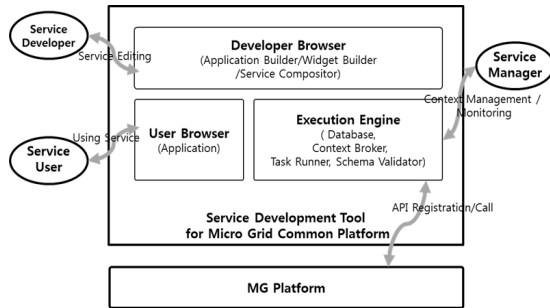 Service
Developer
Service Editing
Developer Browser
(Application Builder/Widget Builder
/Service Compositor)
Service
Manager
Context Management /
Monitoring
Using Service
Service
User
User Browser
(Application)
Execution Engine
( Database,
Context Broker,
Task Runner, Schema Validator)
API Registration/Call
Service Development Tool
for Micro Grid Common Platform
MG Platform